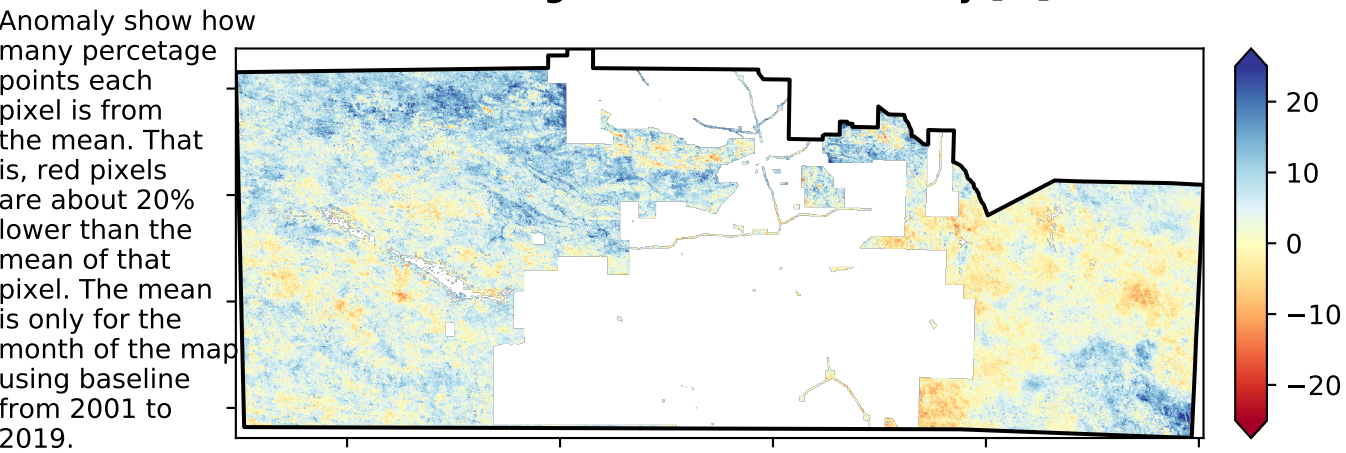 Anomaly show how
many percetage
points each
pixel is from
the mean. That
is, red pixels
are about 20%
lower than the
mean of that
pixel. The mean
is only for the
month of the map
using baseline
from 2001 to
2019.
20
10
0
−10
−20